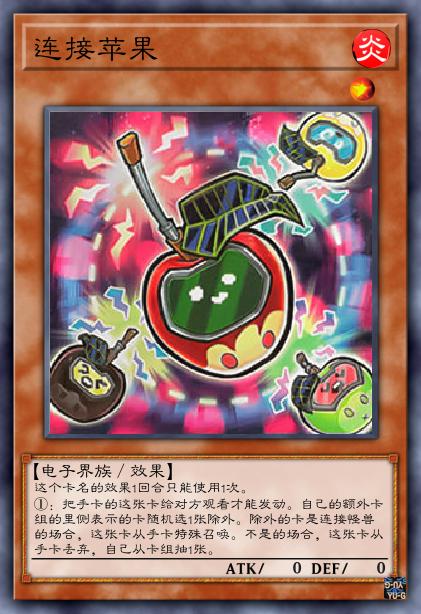 连接苹果
炎
【电子界族／效果】
这个卡名的效果1回合只能使用1次。
①：把手卡的这张卡给对方观看才能发动。自己的额外卡
组的里侧表示的卡随机选1张除外。除外的卡是连接怪兽
的场合，这张卡从手卡特殊召唤。不是的场合，这张卡从
手卡丢弃，自己从卡组抽1张。
ATK/ 0 DEF/ 0